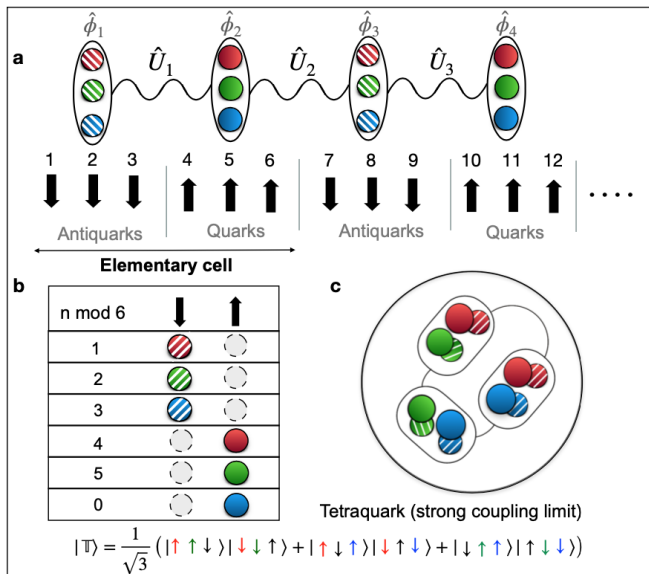 ϕ̂₁ ϕ̂₂ ϕ̂₃ ϕ̂₄
a
Û₁ Û₂ Û₃
1 2 3 4 5 6 7 8 9 10 11 12
↓ ↓ ↓ ↑ ↑ ↑ ↓ ↓ ↓ ↑ ↑ ↑ ....
Antiquarks Quarks Antiquarks Quarks
Elementary cell
b
n mod 6 ↓ ↑
1
2
3
4
5
0
c
Tetraquark (strong coupling limit)
|𝕋⟩ = 1/√3 (|↑↑↓⟩|↓↓↑⟩+|↑↓↑⟩|↓↑↓⟩+|↓↑↑⟩|↑↓↓⟩)